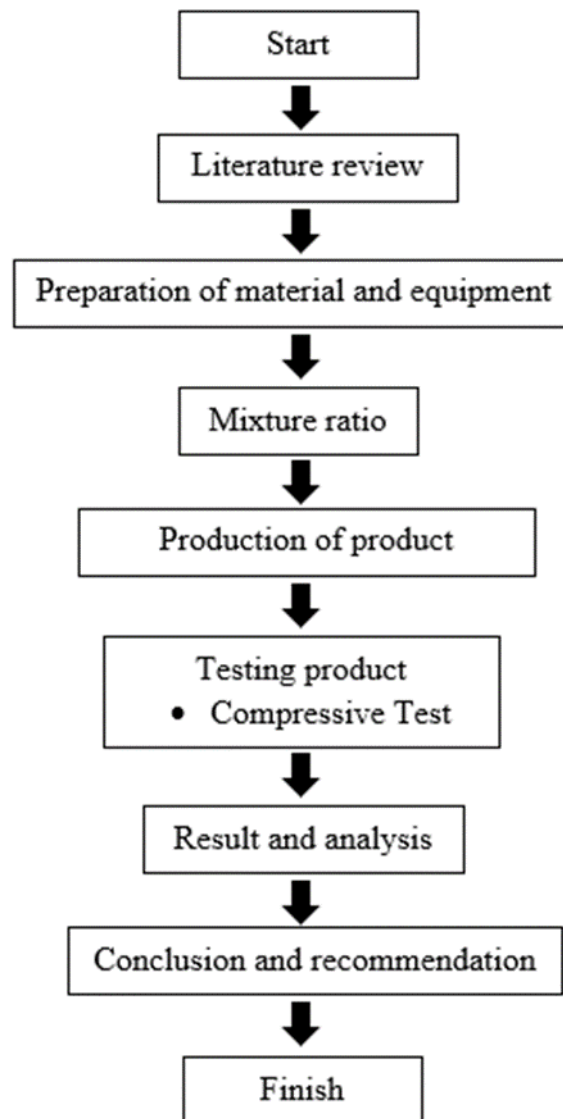 Start
Literature review
Preparation of material and equipment
Mixture ratio
Production of product
Testing product
• Compressive Test
Result and analysis
Conclusion and recommendation
Finish